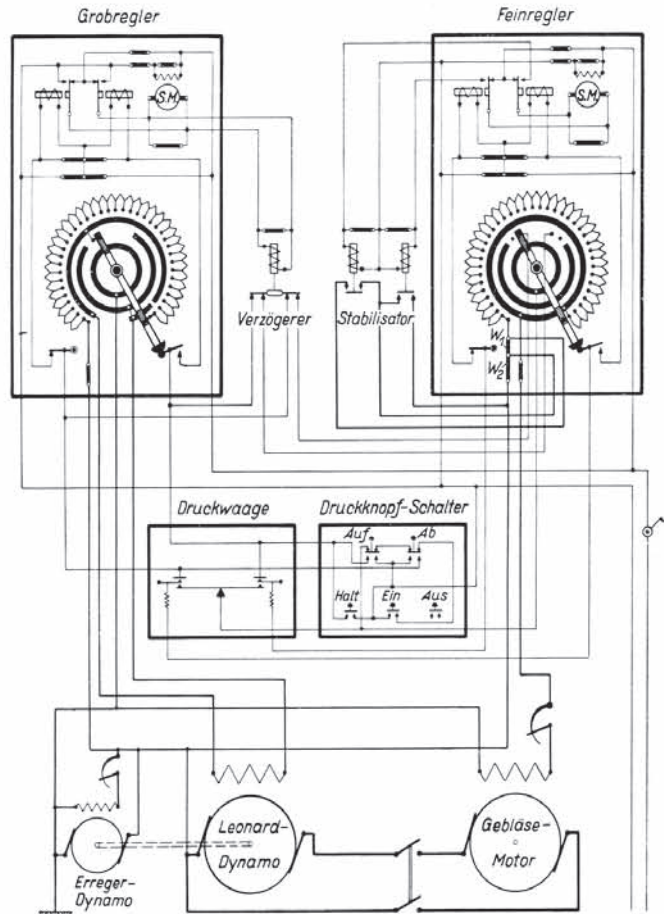 Grobregler
Feinregler
S.M.
S.M.
Verzögerer
Stabilisator
W1
W2
Druckwaage
Druckknopf-Schalter
Auf
Ab
Halt
Ein
Aus
Leonard-
Dynamo
Gebläse-
Motor
Erreger-
Dynamo